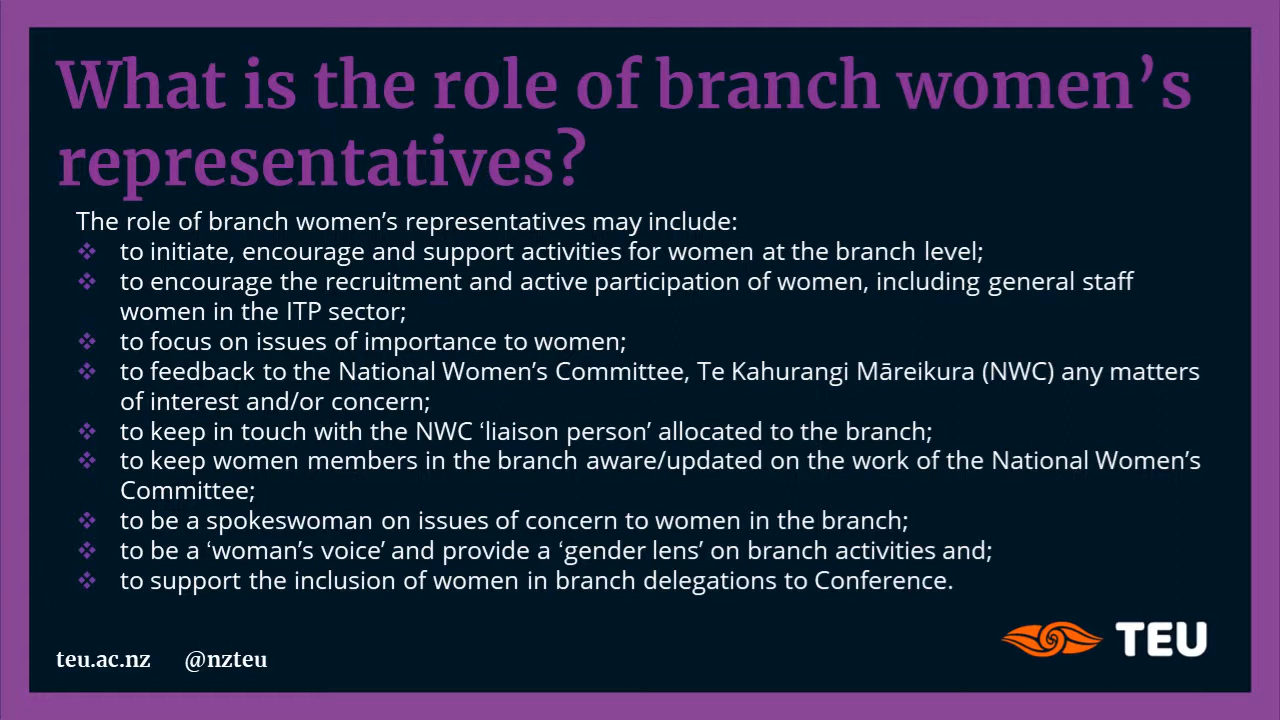 What is the role of branch women’s
representatives?
The role of branch women’s representatives may include:
❖ to initiate, encourage and support activities for women at the branch level;
❖ to encourage the recruitment and active participation of women, including general staff
women in the ITP sector;
❖ to focus on issues of importance to women;
❖ to feedback to the National Women’s Committee, Te Kahurangi Māreikura (NWC) any matters
of interest and/or concern;
❖ to keep in touch with the NWC ‘liaison person’ allocated to the branch;
❖ to keep women members in the branch aware/updated on the work of the National Women’s
Committee;
❖ to be a spokeswoman on issues of concern to women in the branch;
❖ to be a ‘woman’s voice’ and provide a ‘gender lens’ on branch activities and;
❖ to support the inclusion of women in branch delegations to Conference.
TEU
teu.ac.nz @nzteu